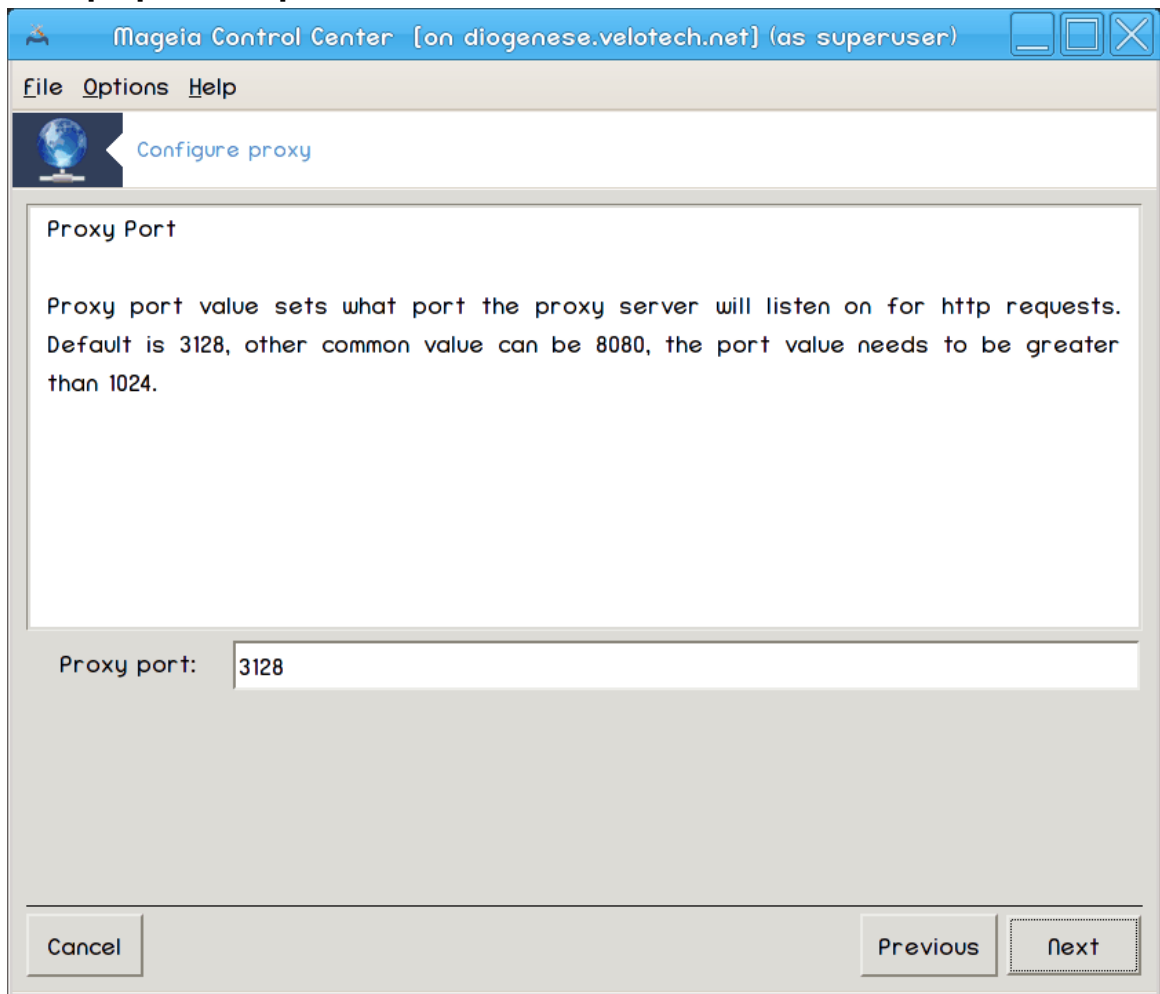 Mageia Control Center [on diogenese.velotech.net] (as superuser)
File Options Help
Configure proxy
Proxy Port
Proxy port value sets what port the proxy server will listen on for http requests.
Default is 3128, other common value can be 8080, the port value needs to be greater
than 1024.
Proxy port: 3128
Cancel Previous Next